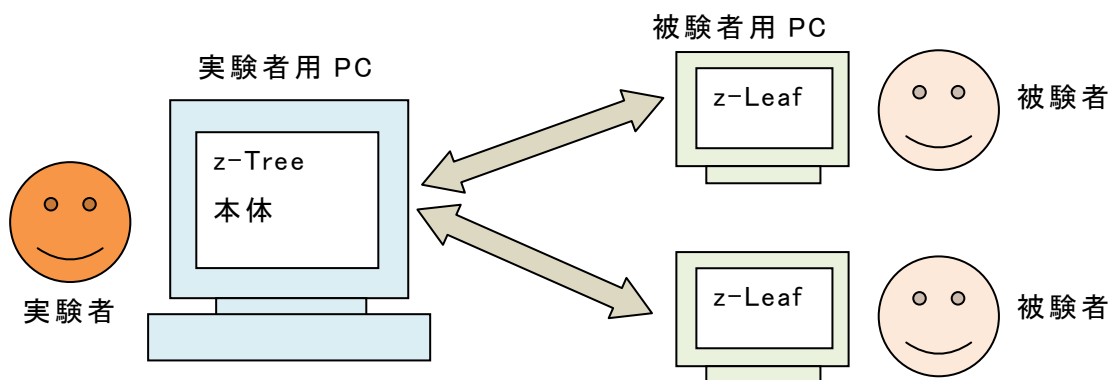 被験者用 PC
実験者用 PC
z-Leaf
被験者
z-Tree
本体
実験者
z-Leaf
被験者